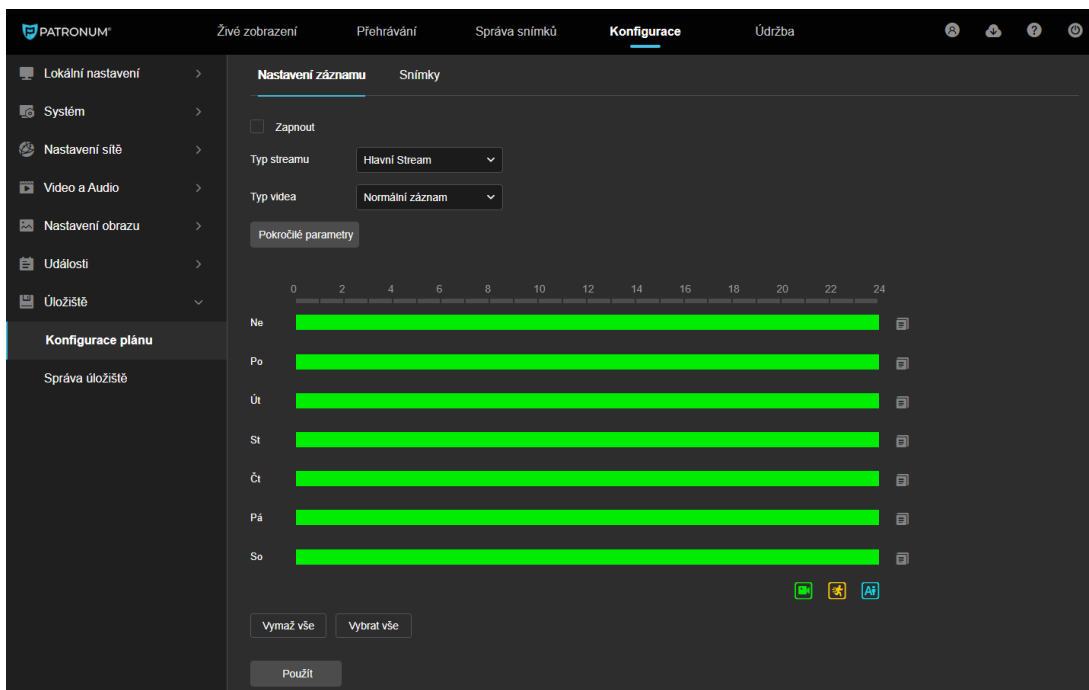 PATRONUM®
Živé zobrazení
Přehrávání
Správa snímků
Konfigurace
Údržba
Lokální nastavení
Systém
Nastavení sítě
Video a Audio
Nastavení obrazu
Události
Úložiště
Konfigurace plánu
Správa úložiště
Nastavení záznamu
Snímky
Zapnout
Typ streamu
Hlavní Stream
Typ videa
Normální záznam
Pokročilé parametry
0 2 4 6 8 10 12 14 16 18 20 22 24
Ne
Po
Út
St
Čt
Pá
So
Ai
Vymaž vše
Vybrat vše
Použít